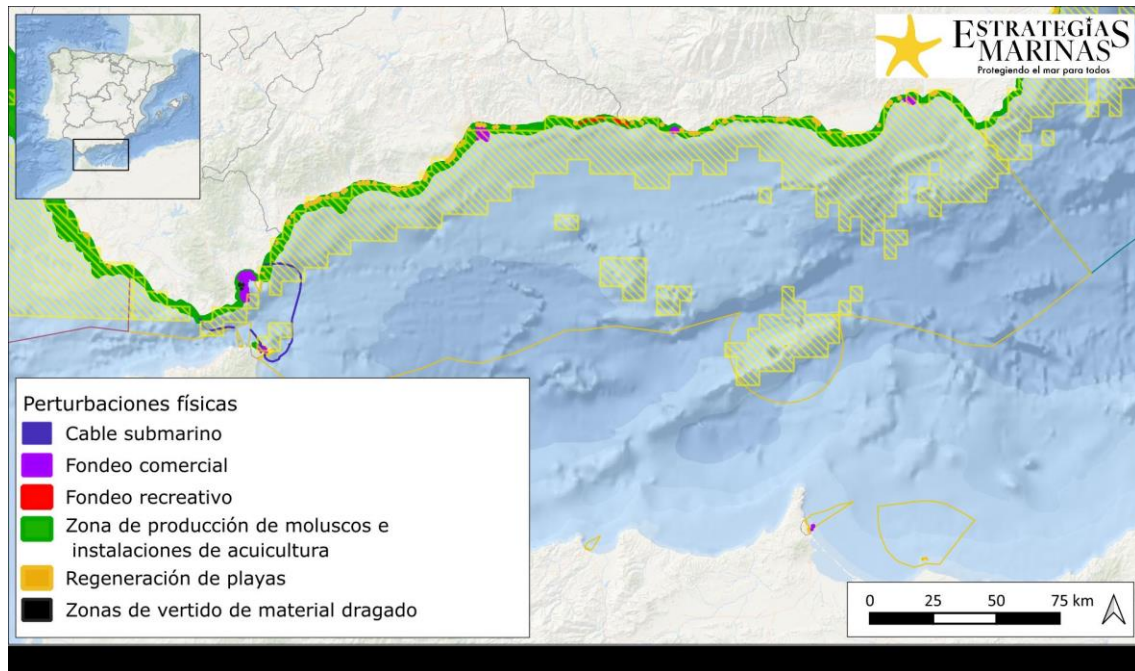 ESTRATEGIAS
MARINAS
Protegiendo el mar para todos
Perturbaciones físicas
Cable submarino
Fondeo comercial
Fondeo recreativo
Zona de producción de moluscos e
instalaciones de acuicultura
Regeneración de playas
Zonas de vertido de material dragado
0 25 50 75 km